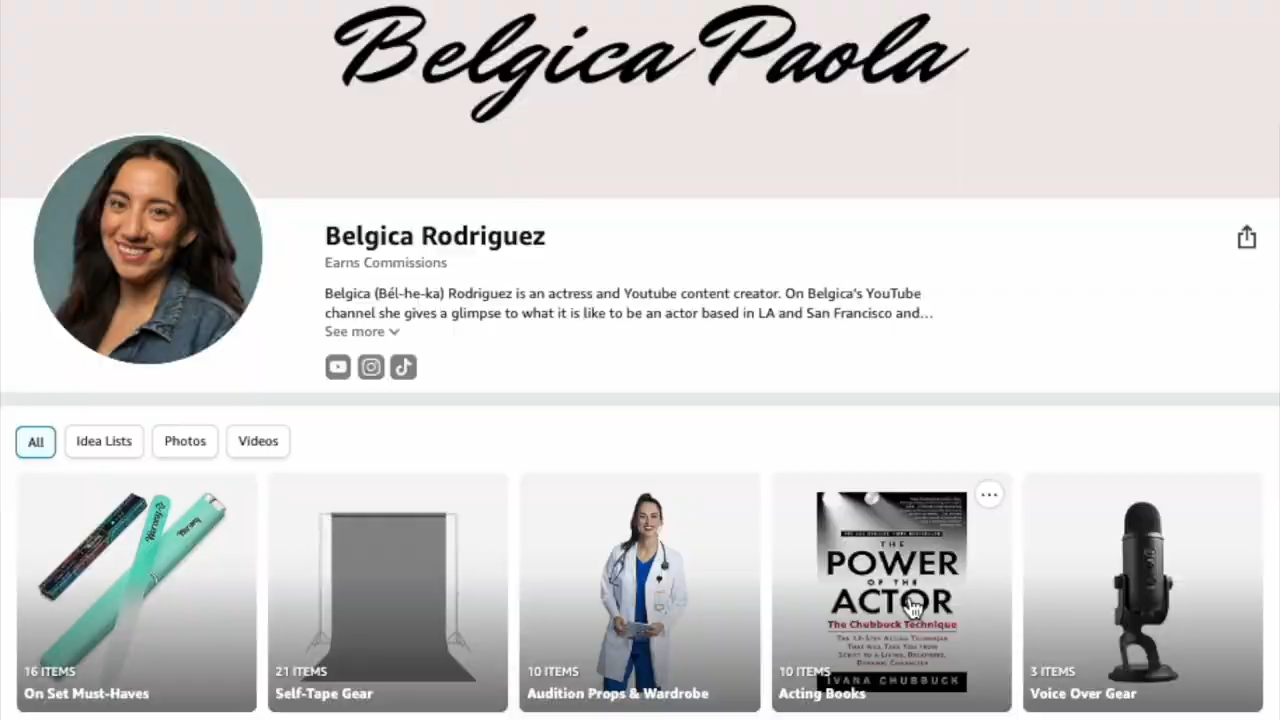 Belgica Paola
Belgica Rodriguez
Earns Commissions
Belgica (Bél-he-ka) Rodriguez is an actress and Youtube content creator. On Belgica's YouTube
channel she gives a glimpse to what it is like to be an actor based in LA and San Francisco and...
See more
All
Idea Lists
Photos
Videos
16 ITEMS
On Set Must-Haves
21 ITEMS
Self-Tape Gear
10 ITEMS
Audition Props & Wardrobe
THE
POWER
OF THE
ACTOR
The Chubbuck Technique
IVANA CHUBBUCK
10 ITEMS
Acting Books
3 ITEMS
Voice Over Gear